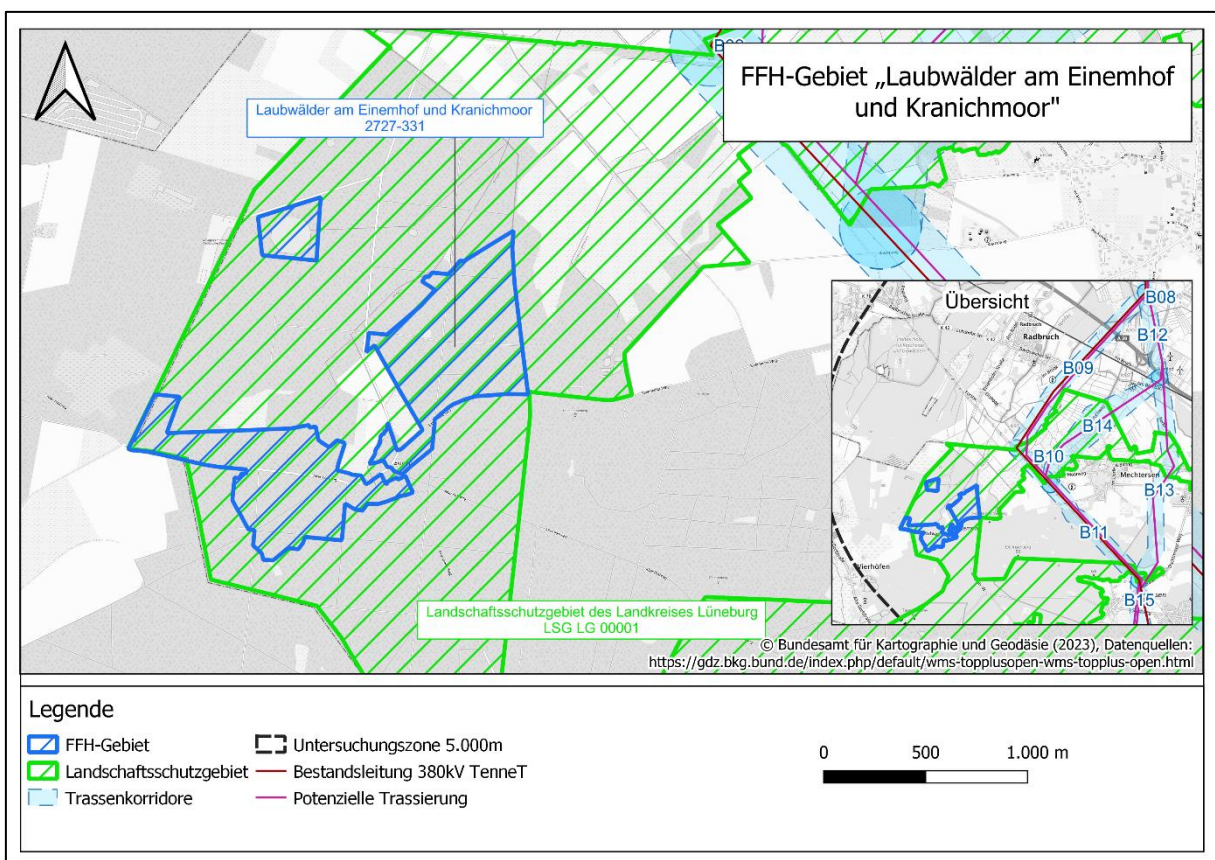 FFH-Gebiet „Laubwälder am Einemhof
und Kranichmoor"
Laubwälder am Einemhof und Kranichmoor
2727-331
Landschaftsschutzgebiet des Landkreises Lüneburg
LSG LG 00001
Übersicht
B08
Radbruch
B12
B09
B14
B10
Mechtersen
B13
B11
B15
© Bundesamt für Kartographie und Geodäsie (2023), Datenquellen:
https://gdz.bkg.bund.de/index.php/default/wms-topplusopen-wms-topplus-open.html
Legende
FFH-Gebiet
Landschaftsschutzgebiet
Trassenkorridore
Untersuchungszone 5.000m
Bestandsleitung 380kV TenneT
Potenzielle Trassierung
0 500 1.000 m